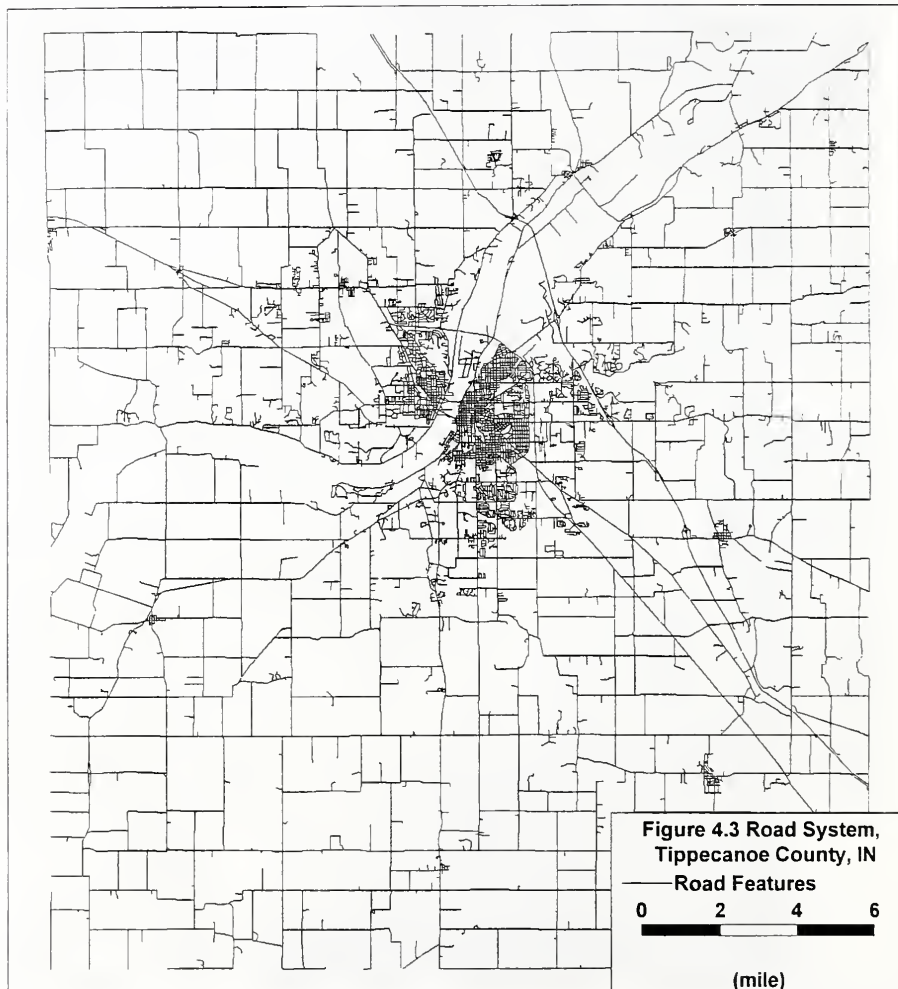 Figure 4.3 Road System,
Tippecanoe County, IN
Road Features
0 2 4 6
(mile)